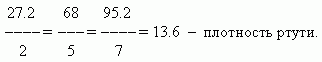 27.2 68 95.2
---- = ---- = ---- = 13.6 – плотность ртути.
2 5 7